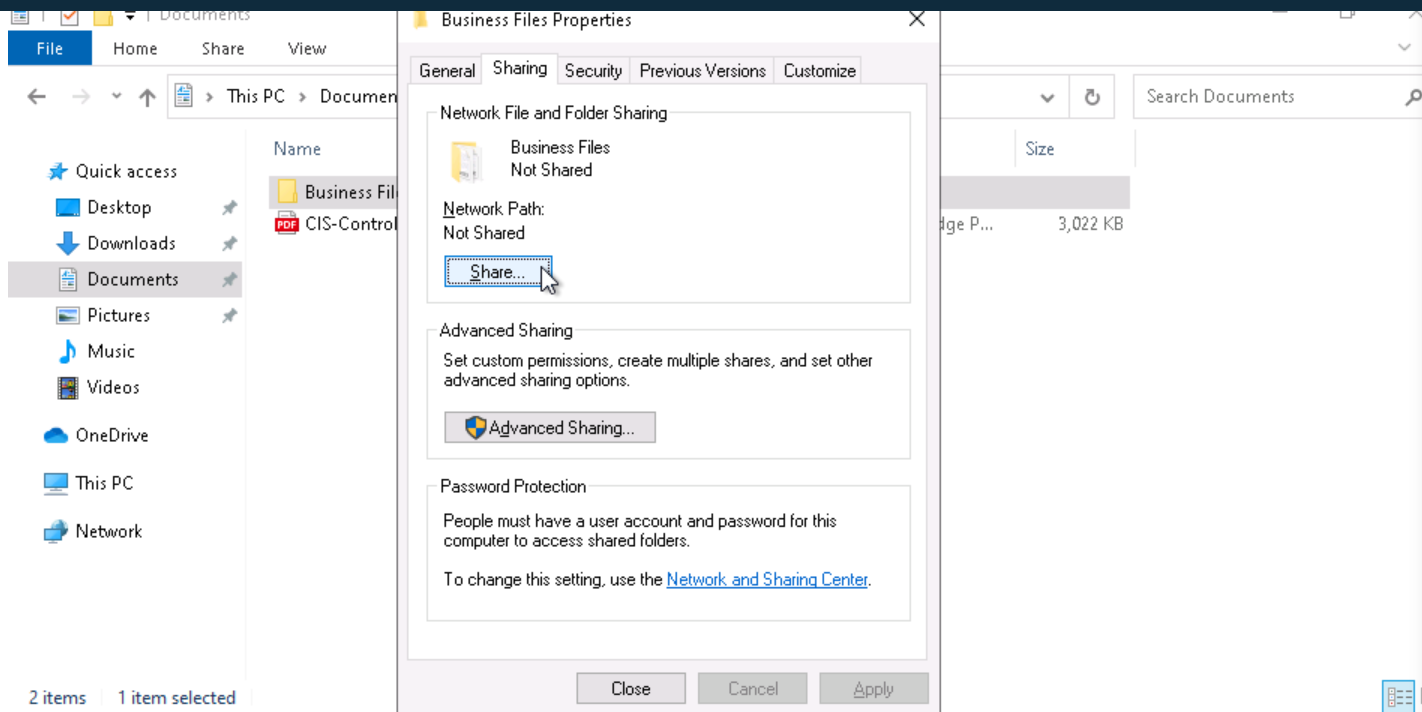 Documents
Business Files Properties
File Home Share View
General Sharing Security Previous Versions Customize
This PC Documen
Search Documents
Network File and Folder Sharing
Business Files
Not Shared
Network Path:
Not Shared
Share...
Advanced Sharing
Set custom permissions, create multiple shares, and set other
advanced sharing options.
Advanced Sharing...
Password Protection
People must have a user account and password for this
computer to access shared folders.
To change this setting, use the Network and Sharing Center.
Close Cancel Apply
Name
Size
Business Fil
PDF CIS-Control
dge P... 3,022 KB
Quick access
Desktop
Downloads
Documents
Pictures
Music
Videos
OneDrive
This PC
Network
2 items 1 item selected